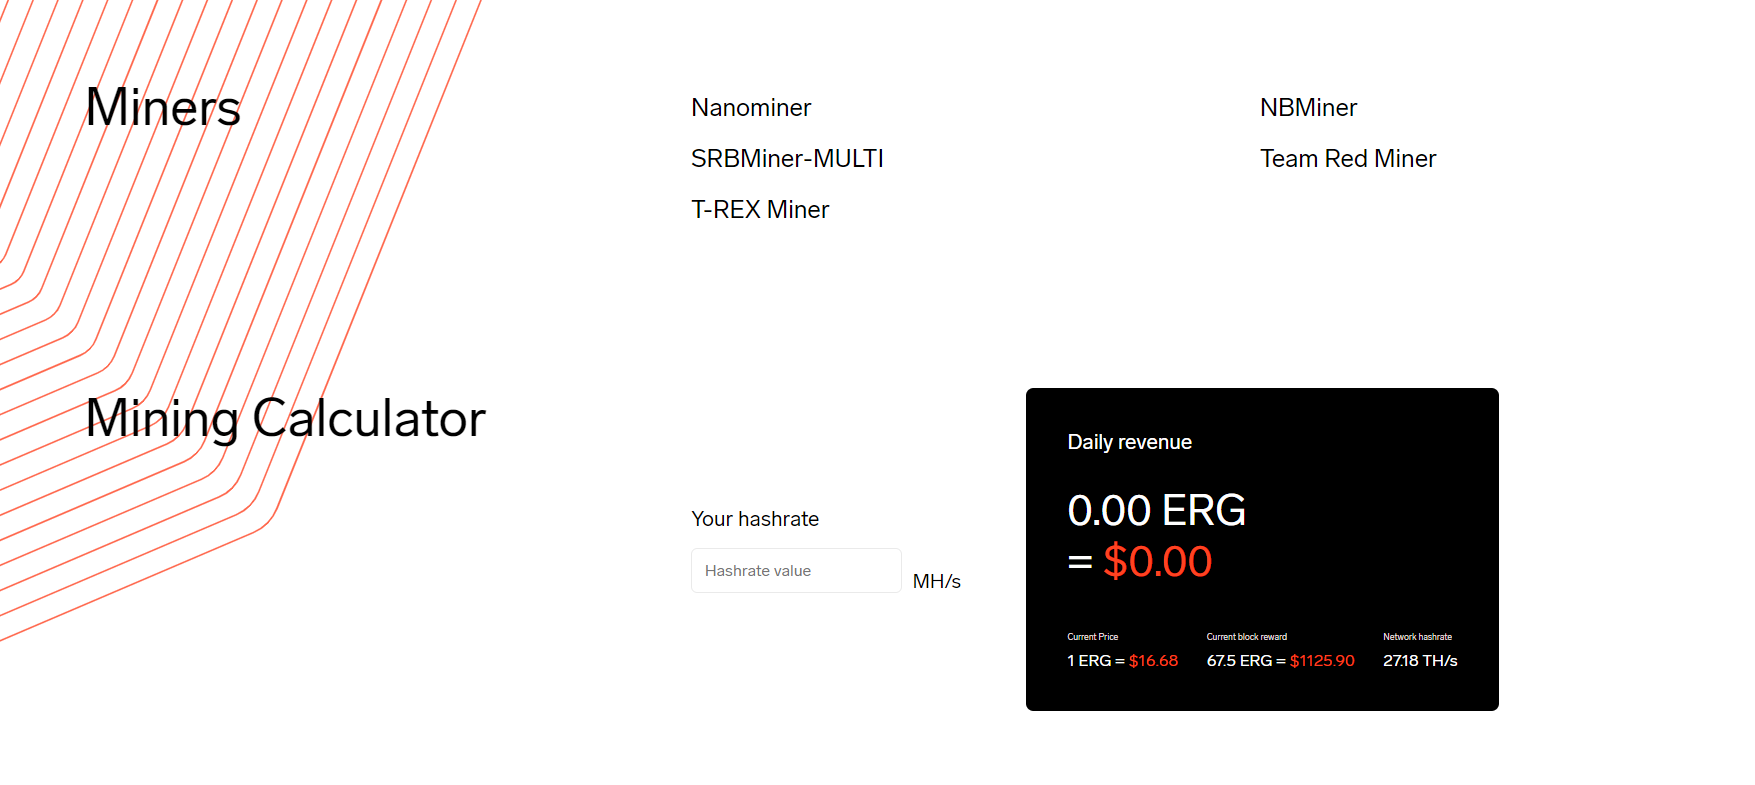 Miners
Nanominer
NBMiner
SRBMiner-MULTI
Team Red Miner
T-REX Miner
Mining Calculator
Your hashrate
Hashrate value
MH/s
Daily revenue
0.00 ERG
= $0.00
Current Price
1 ERG = $16.68
Current block reward
67.5 ERG = $1125.90
Network hashrate
27.18 TH/s